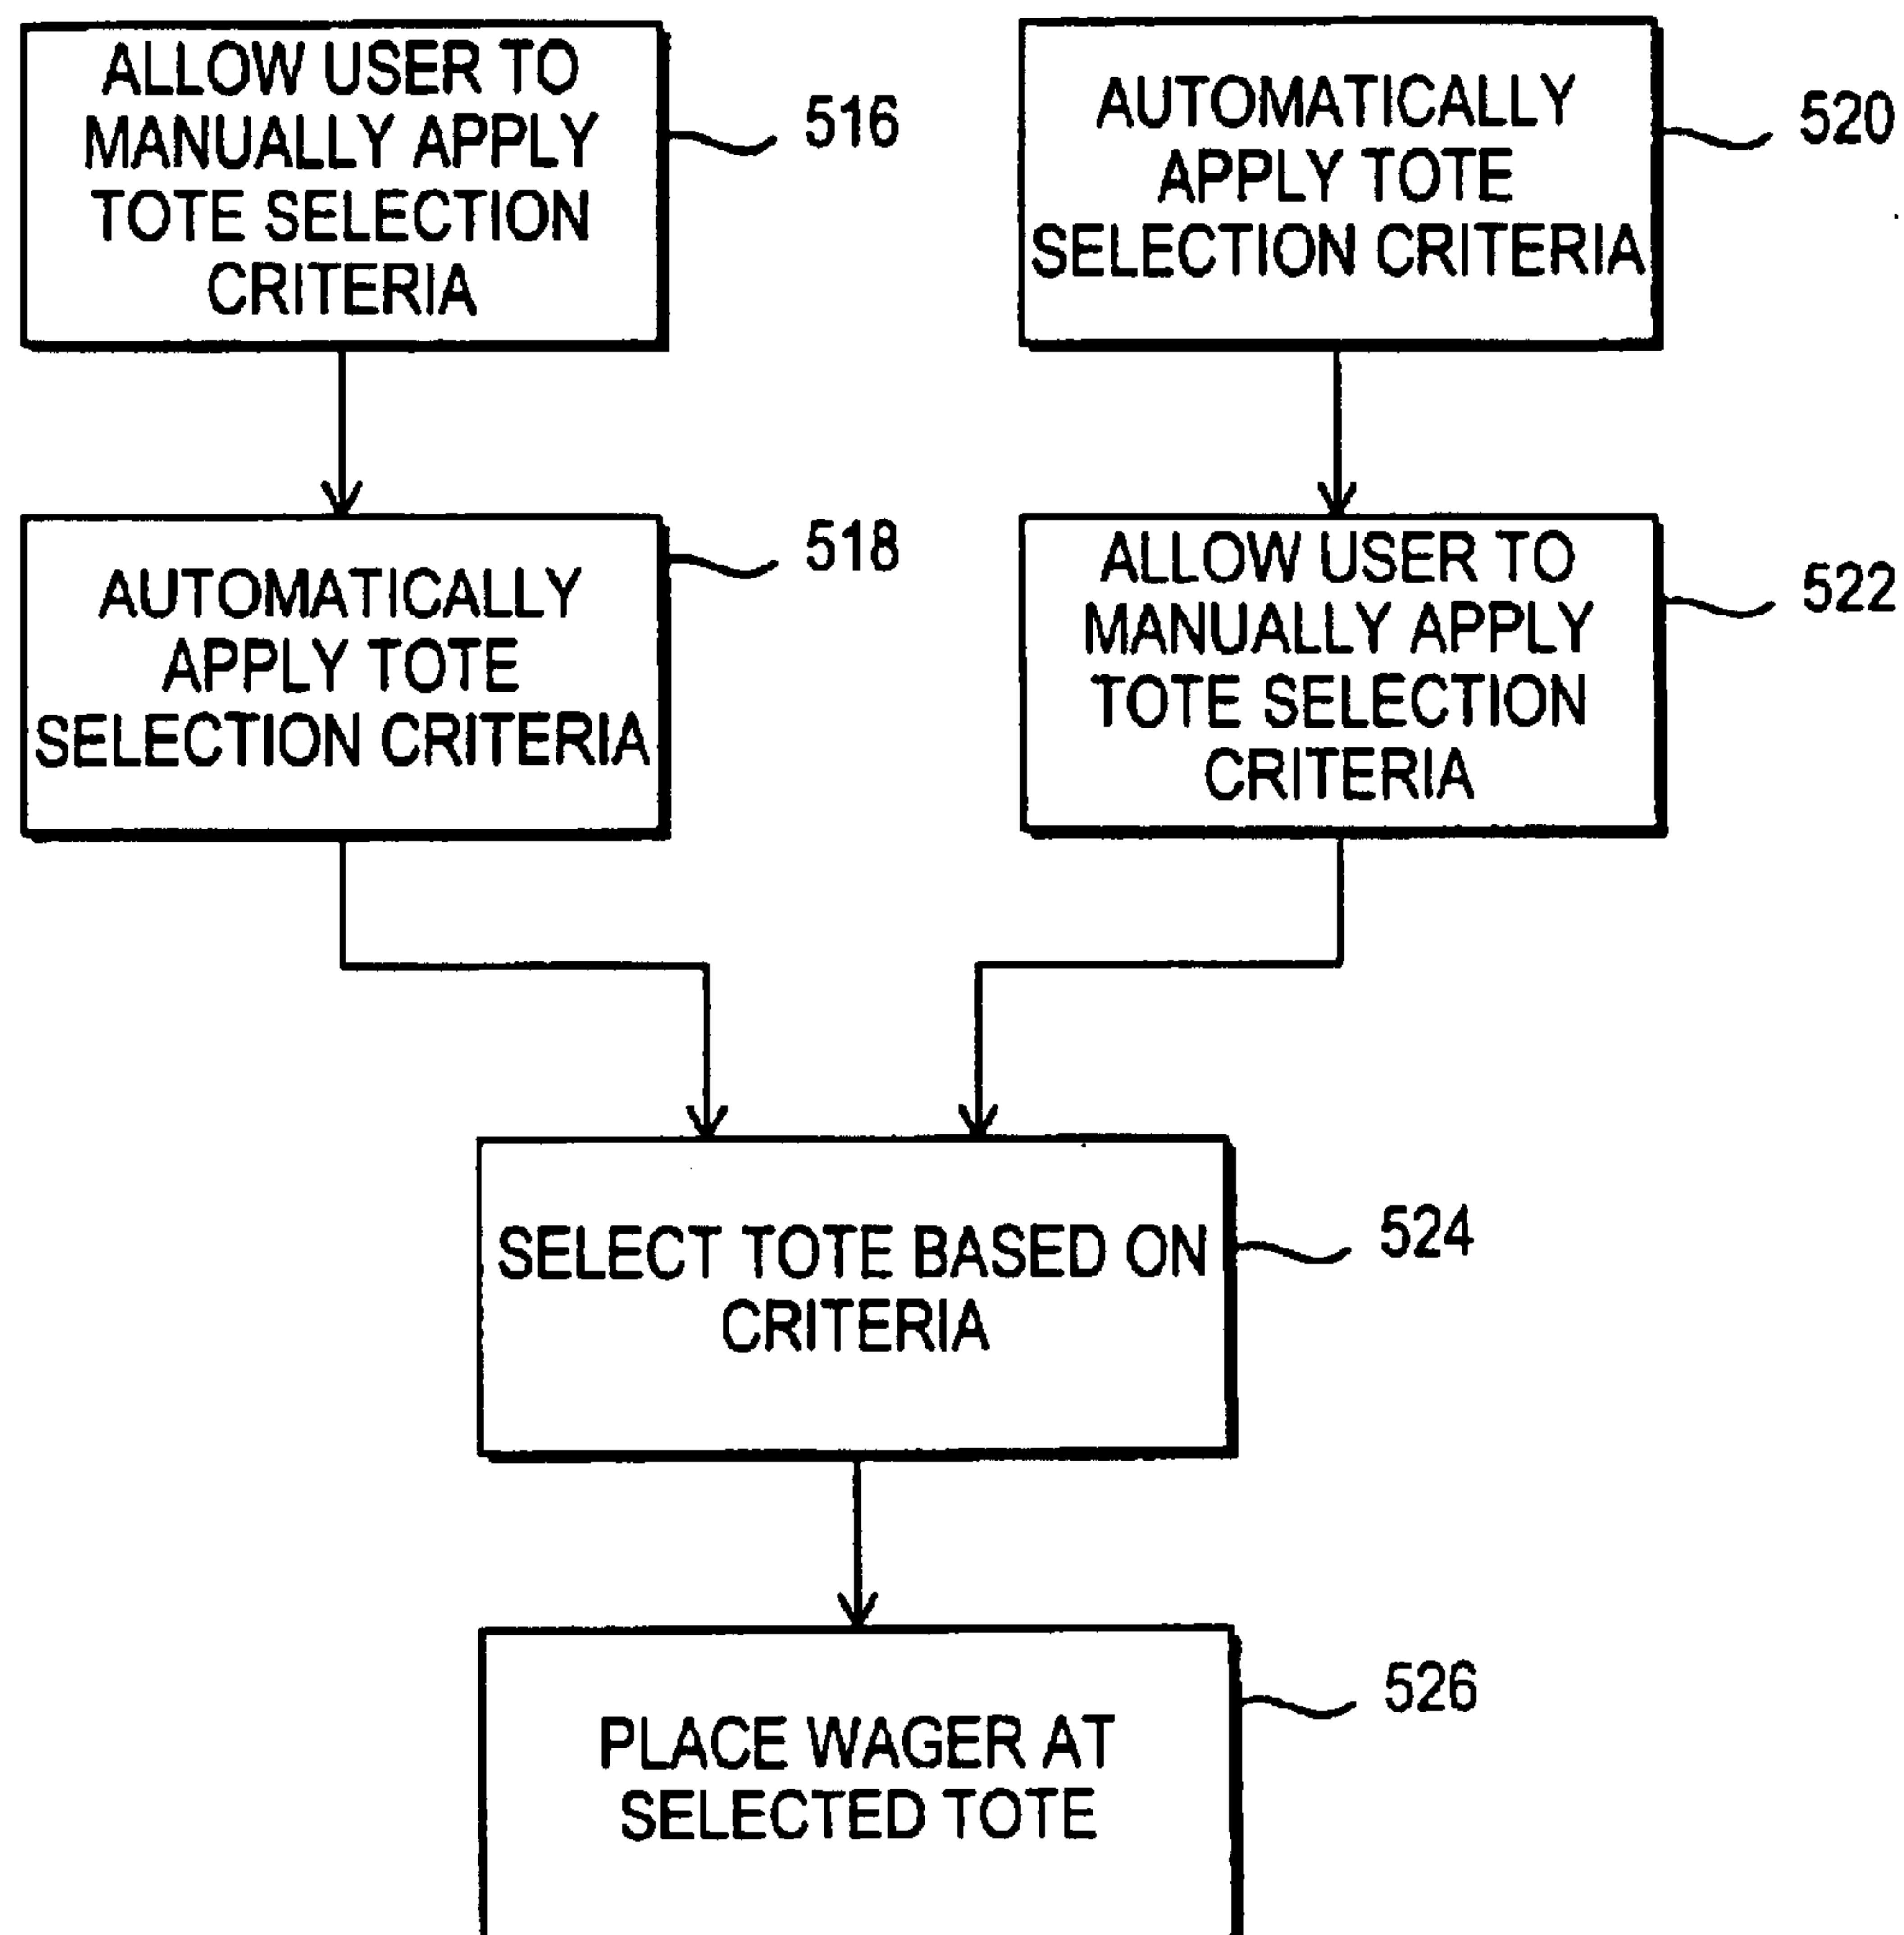 ALLOW USER TO
MANUALLY APPLY
TOTE SELECTION
CRITERIA
516
AUTOMATICALLY
APPLY TOTE
SELECTION CRITERIA
520
AUTOMATICALLY
APPLY TOTE
SELECTION CRITERIA
518
ALLOW USER TO
MANUALLY APPLY
TOTE SELECTION
CRITERIA
522
SELECT TOTE BASED ON
CRITERIA
524
PLACE WAGER AT
SELECTED TOTE
526